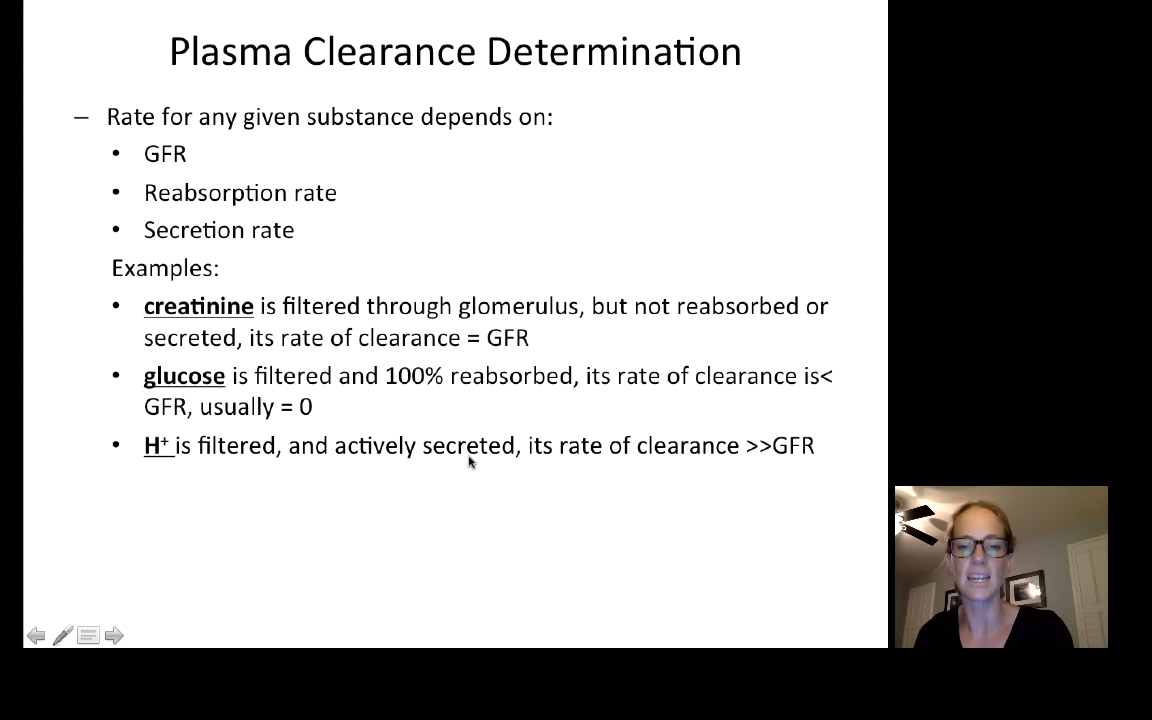 Plasma Clearance Determination
– Rate for any given substance depends on:
• GFR
• Reabsorption rate
• Secretion rate
Examples:
• creatinine is filtered through glomerulus, but not reabsorbed or
secreted, its rate of clearance = GFR
• glucose is filtered and 100% reabsorbed, its rate of clearance is<
GFR, usually = 0
• H⁺ is filtered, and actively secreted, its rate of clearance >>GFR